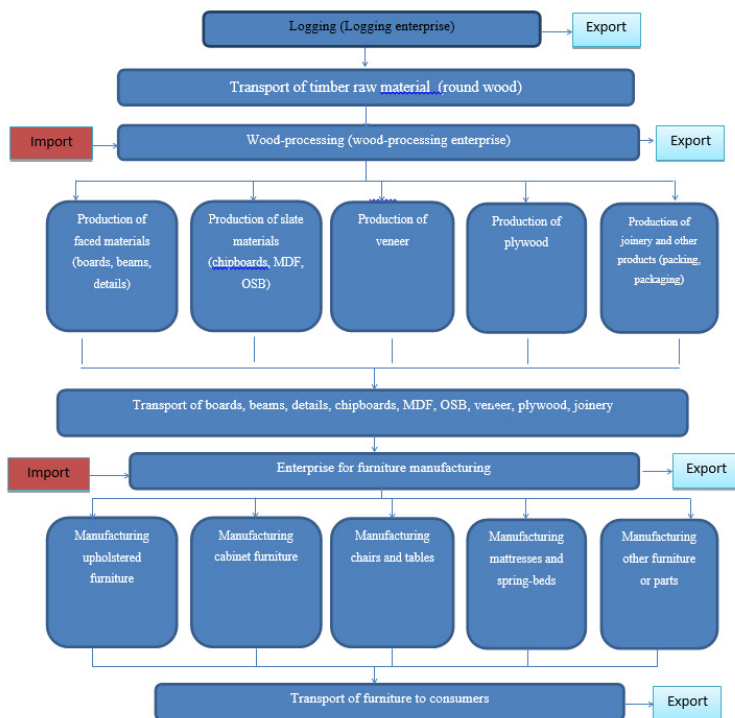 Logging (Logging enterprise)
Export
Transport of timber raw material (round wood)
Import
Wood-processing (wood-processing enterprise)
Export
Production of
faced materials
(boards, beams,
details)
Production of slate
materials
(chipboards, MDF,
OSB)
Production of
veneer
Production of
plywood
Production of
joinery and other
products (packing,
packaging)
Transport of boards, beams, details, chipboards, MDF, OSB, veneer, plywood, joinery
Import
Enterprise for furniture manufacturing
Export
Manufacturing
upholstered
furniture
Manufacturing
cabinet furniture
Manufacturing
chairs and tables
Manufacturing
mattresses and
spring-beds
Manufacturing
other furniture
or parts
Transport of furniture to consumers
Export